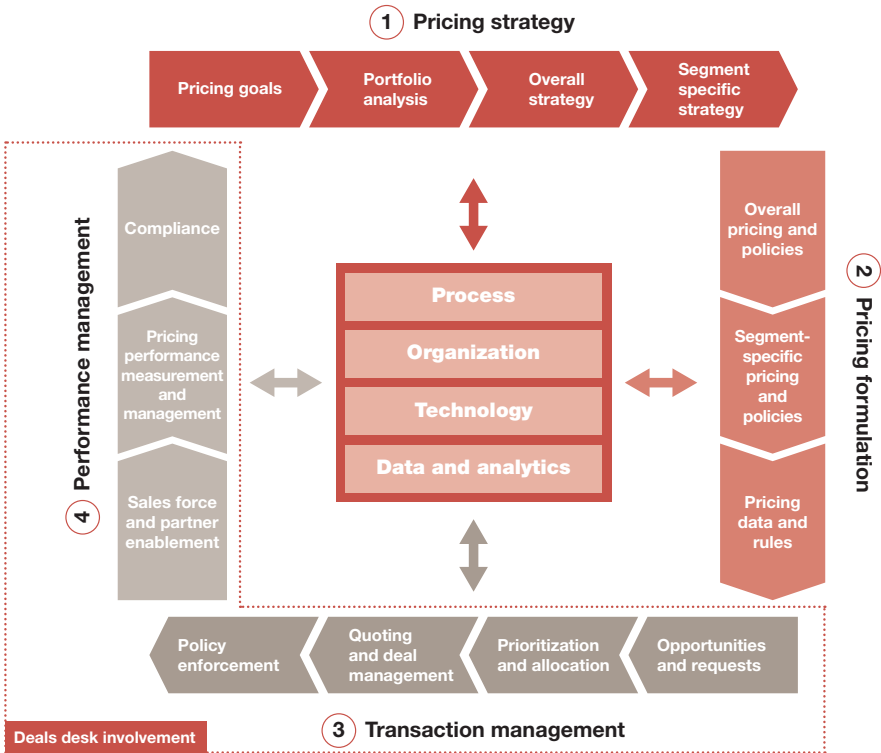 1 Pricing strategy
Pricing goals
Portfolio
analysis
Overall
strategy
Segment
specific
strategy
Overall
pricing and
policies
Segment-
specific
pricing
and
policies
Pricing
data and
rules
2 Pricing formulation
Process
Organization
Technology
Data and analytics
Compliance
Pricing
performance
measurement
and
management
Sales force
and partner
enablement
4 Performance management
Policy
enforcement
Quoting
and deal
management
Prioritization
and allocation
Opportunities
and requests
3 Transaction management
Deals desk involvement